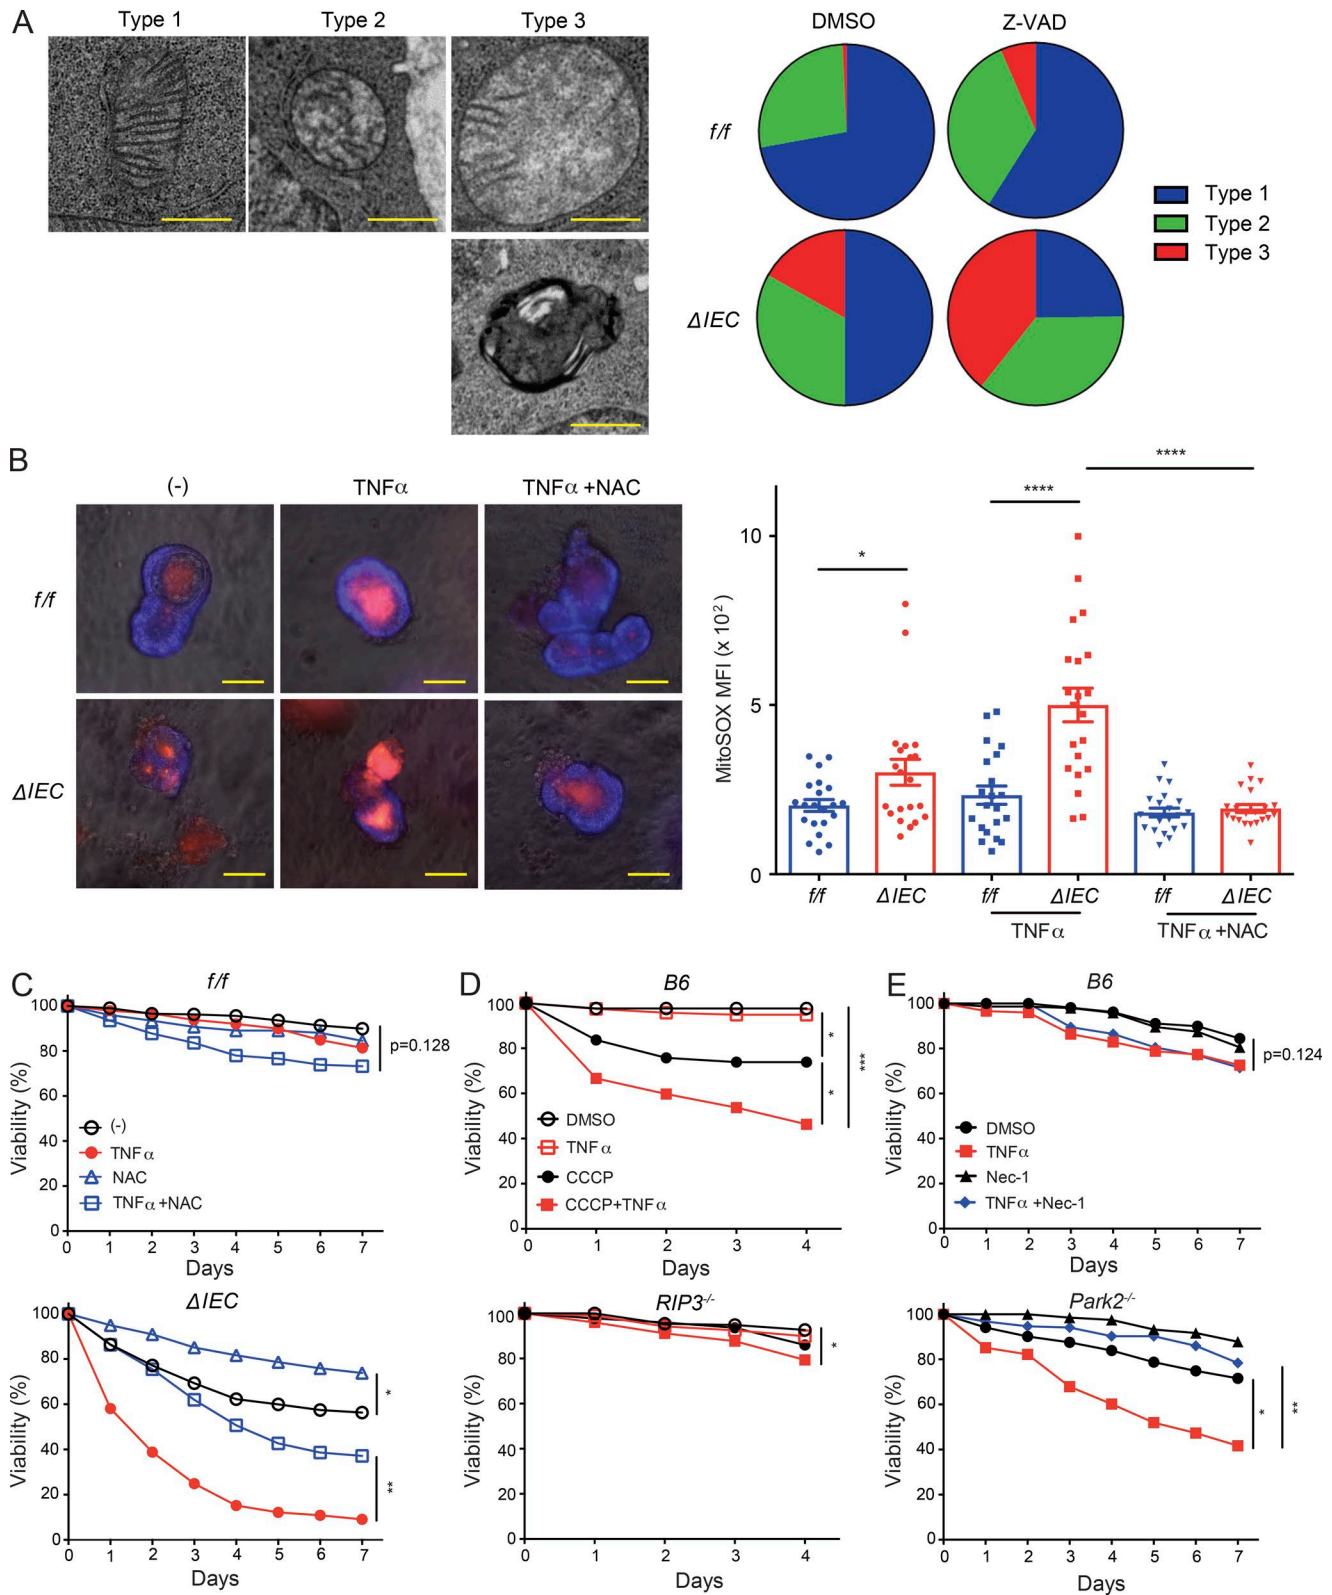 A
Type 1
Type 2
Type 3
DMSO
Z-VAD
f/f
ΔIEC
Type 1
Type 2
Type 3
B
(-)
TNFα
TNFα +NAC
f/f
ΔIEC
****
****
*
10
5
0
MitoSOX MFI (x 10²)
f/f
ΔIEC
f/f
ΔIEC
f/f
ΔIEC
TNFα
TNFα +NAC
C
f/f
100
80
60
40
20
0
Viability (%)
p=0.128
(-)
TNFα
NAC
TNFα+NAC
0 1 2 3 4 5 6 7
Days
ΔIEC
100
80
60
40
20
0
Viability (%)
*
**
0 1 2 3 4 5 6 7
Days
D
B6
100
80
60
40
20
0
Viability (%)
*
*
***
DMSO
TNFα
CCCP
CCCP+TNFα
0 1 2 3 4
Days
RIP3-/-
100
80
60
40
20
0
Viability (%)
*
0 1 2 3 4
Days
E
B6
100
80
60
40
20
0
Viability (%)
p=0.124
DMSO
TNFα
Nec-1
TNFα +Nec-1
0 1 2 3 4 5 6 7
Days
Park2-/-
100
80
60
40
20
0
Viability (%)
*
**
0 1 2 3 4 5 6 7
Days